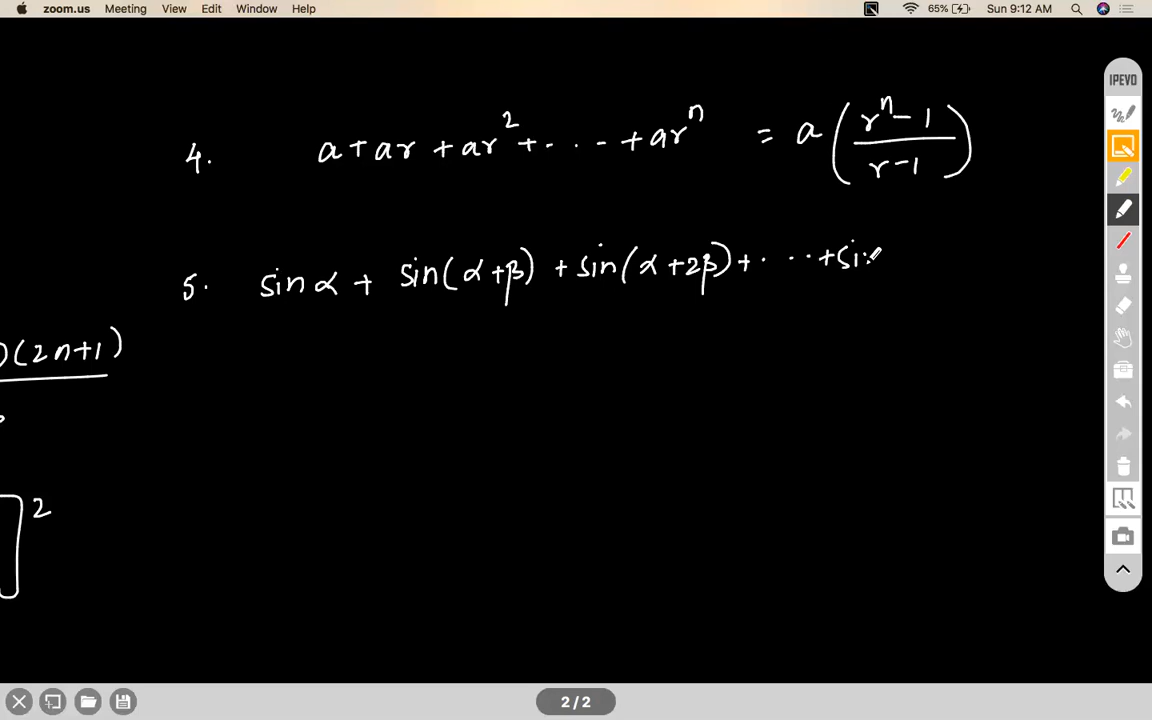 zoom.us Meeting View Edit Window Help 65% Sun 9:12 AM
IPEVO
4. a + ar + ar² + · · · + arⁿ = a ( (rⁿ - 1) / (r - 1) )
5. sin α + sin(α + β) + sin(α + 2β) + · · · + si
)(2n+1)
]²
2/2